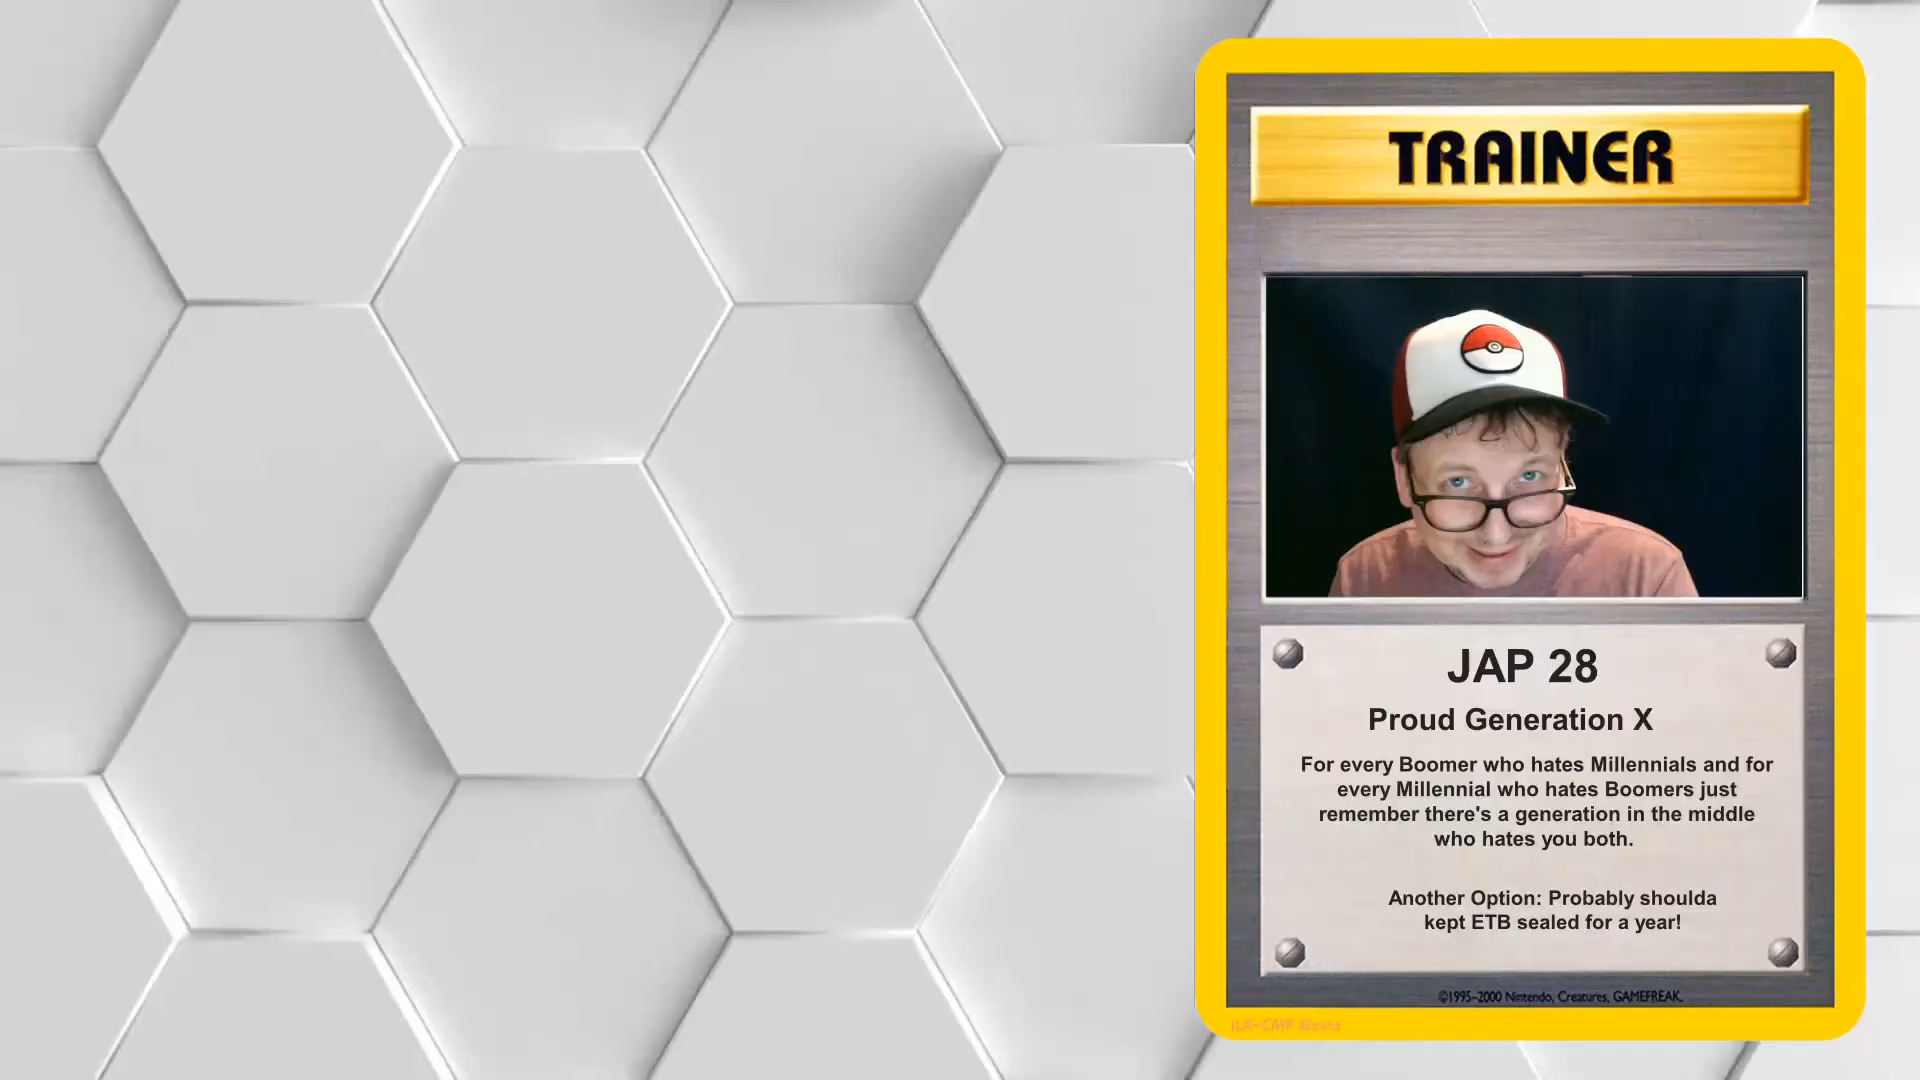 TRAINER
JAP 28
Proud Generation X
For every Boomer who hates Millennials and for
every Millennial who hates Boomers just
remember there's a generation in the middle
who hates you both.
Another Option: Probably shoulda
kept ETB sealed for a year!
©1995-2000 Nintendo, Creatures, GAMEFREAK.